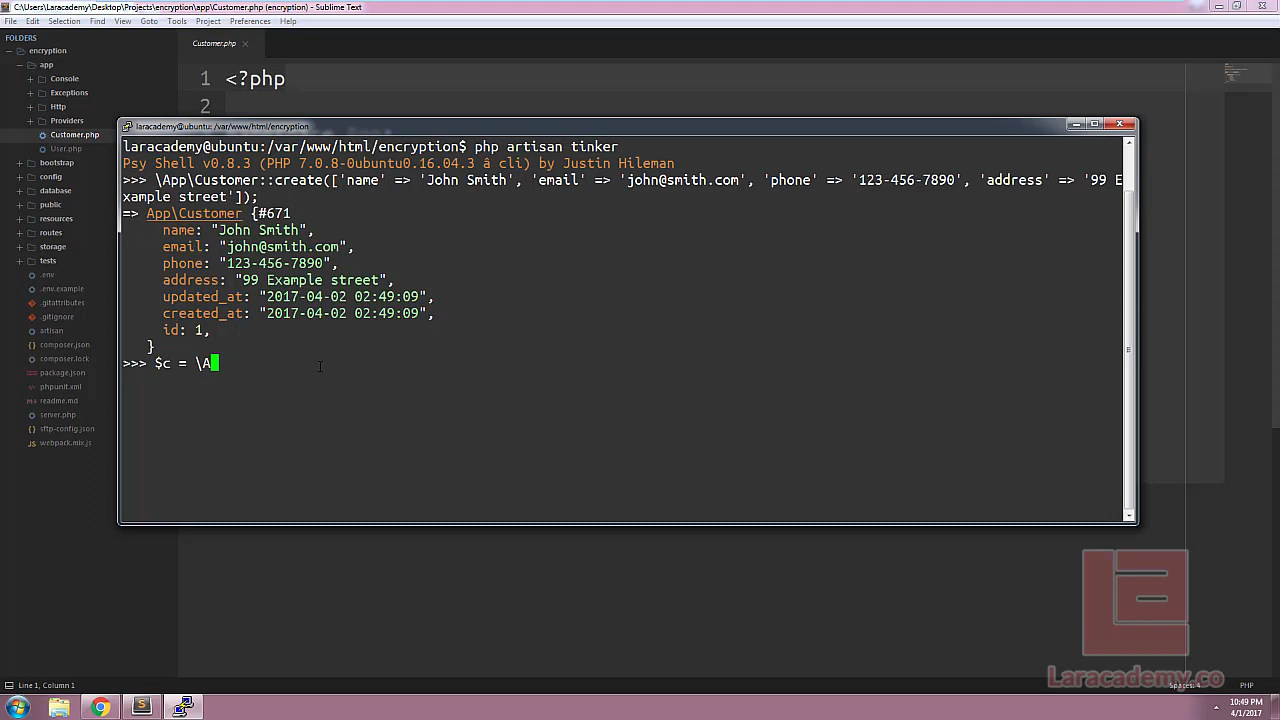 C:\Users\Laracademy\Desktop\Projects\encryption\app\Customer.php (encryption) - Sublime Text
File Edit Selection Find View Goto Tools Project Preferences Help
FOLDERS
encryption
app
Console
Exceptions
Http
Providers
Customer.php
User.php
bootstrap
config
database
public
resources
routes
storage
tests
.env
.env.example
.gitattributes
.gitignore
artisan
composer.json
composer.lock
package.json
phpunit.xml
readme.md
server.php
sftp-config.json
webpack.mix.js
Customer.php
1 <?php
2
laracademy@ubuntu: /var/www/html/encryption
laracademy@ubuntu:/var/www/html/encryption$ php artisan tinker
Psy Shell v0.8.3 (PHP 7.0.8-0ubuntu0.16.04.3 â cli) by Justin Hileman
>>> \App\Customer::create(['name' => 'John Smith', 'email' => 'john@smith.com', 'phone' => '123-456-7890', 'address' => '99 E
xample street']);
=> App\Customer {#671
name: "John Smith",
email: "john@smith.com",
phone: "123-456-7890",
address: "99 Example street",
updated_at: "2017-04-02 02:49:09",
created_at: "2017-04-02 02:49:09",
id: 1,
}
>>> $c = \A
Laracademy.co
Line 1, Column 1
Spaces: 4
PHP
10:49 PM
4/1/2017